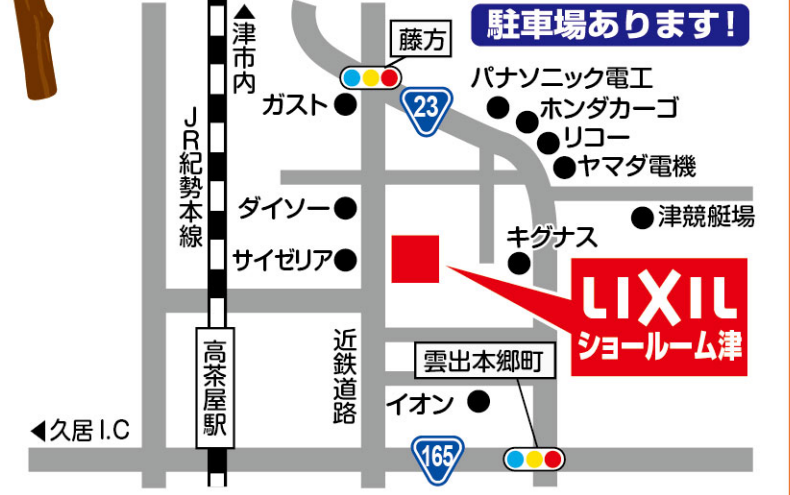 ▲津市内
藤方
駐車場あります!
パナソニック電工
ガスト
23
ホンダカーゴ
リコー
ヤマダ電機
JR紀勢本線
ダイソー
津競艇場
サイゼリア
キグナス
LIXIL
ショールーム津
近鉄道路
高茶屋駅
雲出本郷町
イオン
◀久居I.C
165